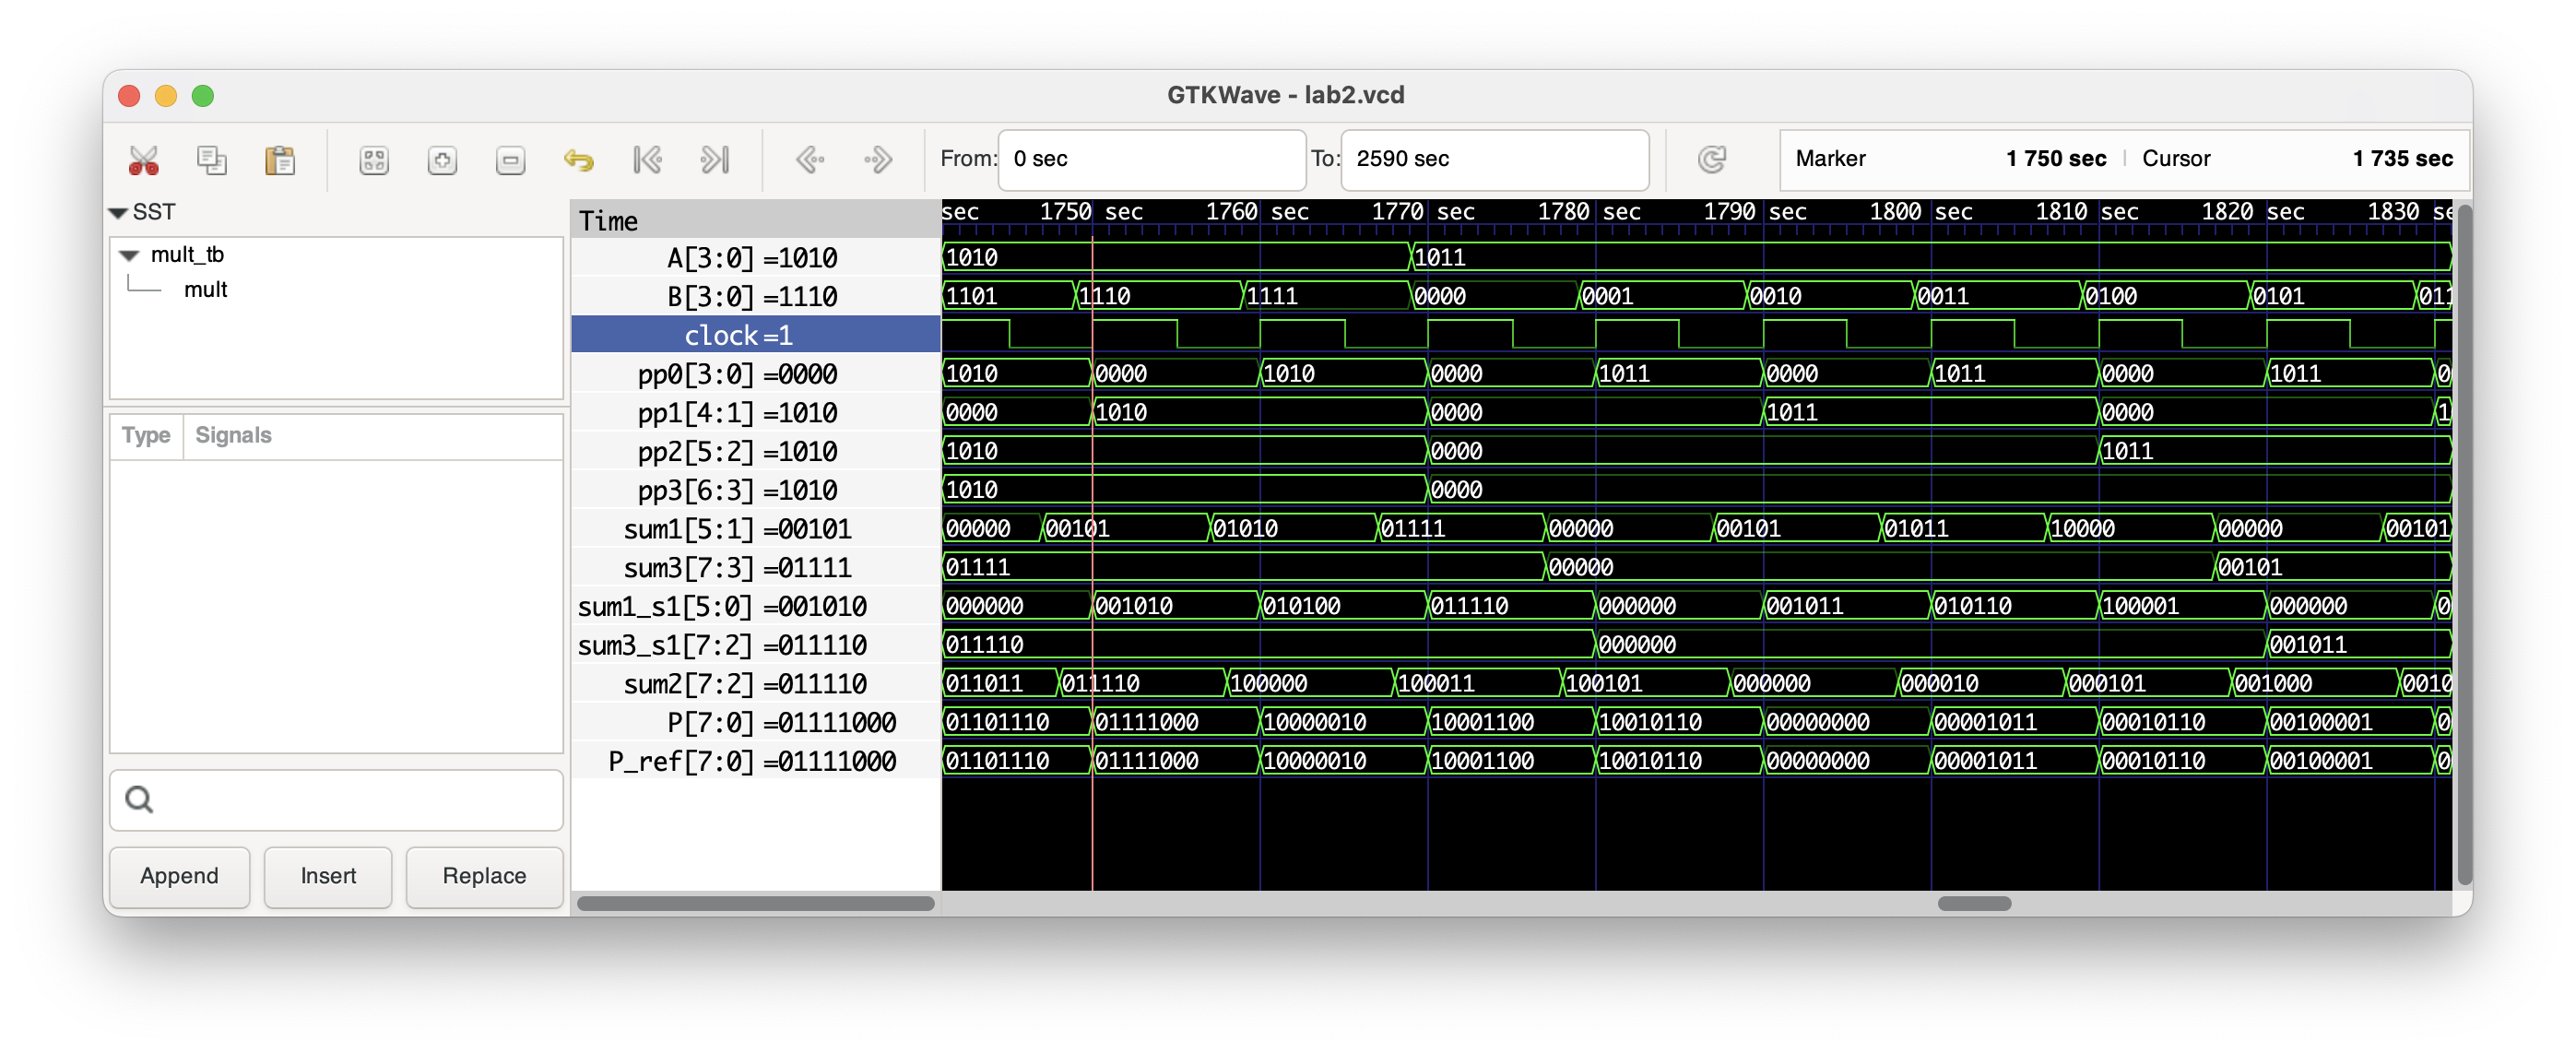 GTKWave - lab2.vcd
From: 0 sec To: 2590 sec Marker 1 750 sec | Cursor 1 735 sec
SST
mult_tb
mult
Type Signals
Append Insert Replace
Time
sec 1750 sec 1760 sec 1770 sec 1780 sec 1790 sec 1800 sec 1810 sec 1820 sec 1830 se
A[3:0] =1010 1010 1011
B[3:0] =1110 1101 1110 1111 0000 0001 0010 0011 0100 0101 011
clock =1
pp0[3:0] =0000 1010 0000 1010 0000 1011 0000 1011 0000 1011 0
pp1[4:1] =1010 0000 1010 0000 1011 0000 1
pp2[5:2] =1010 1010 0000 1011
pp3[6:3] =1010 1010 0000
sum1[5:1] =00101 00000 00101 01010 01111 00000 00101 01011 10000 00000 00101
sum3[7:3] =01111 01111 00000 00101
sum1_s1[5:0] =001010 000000 001010 010100 011110 000000 001011 010110 100001 000000 0
sum3_s1[7:2] =011110 011110 000000 001011
sum2[7:2] =011110 011011 011110 100000 100011 100101 000000 000010 000101 001000 0010
P[7:0] =01111000 01101110 01111000 10000010 10001100 10010110 00000000 00001011 00010110 00100001 0
P_ref[7:0] =01111000 01101110 01111000 10000010 10001100 10010110 00000000 00001011 00010110 00100001 0